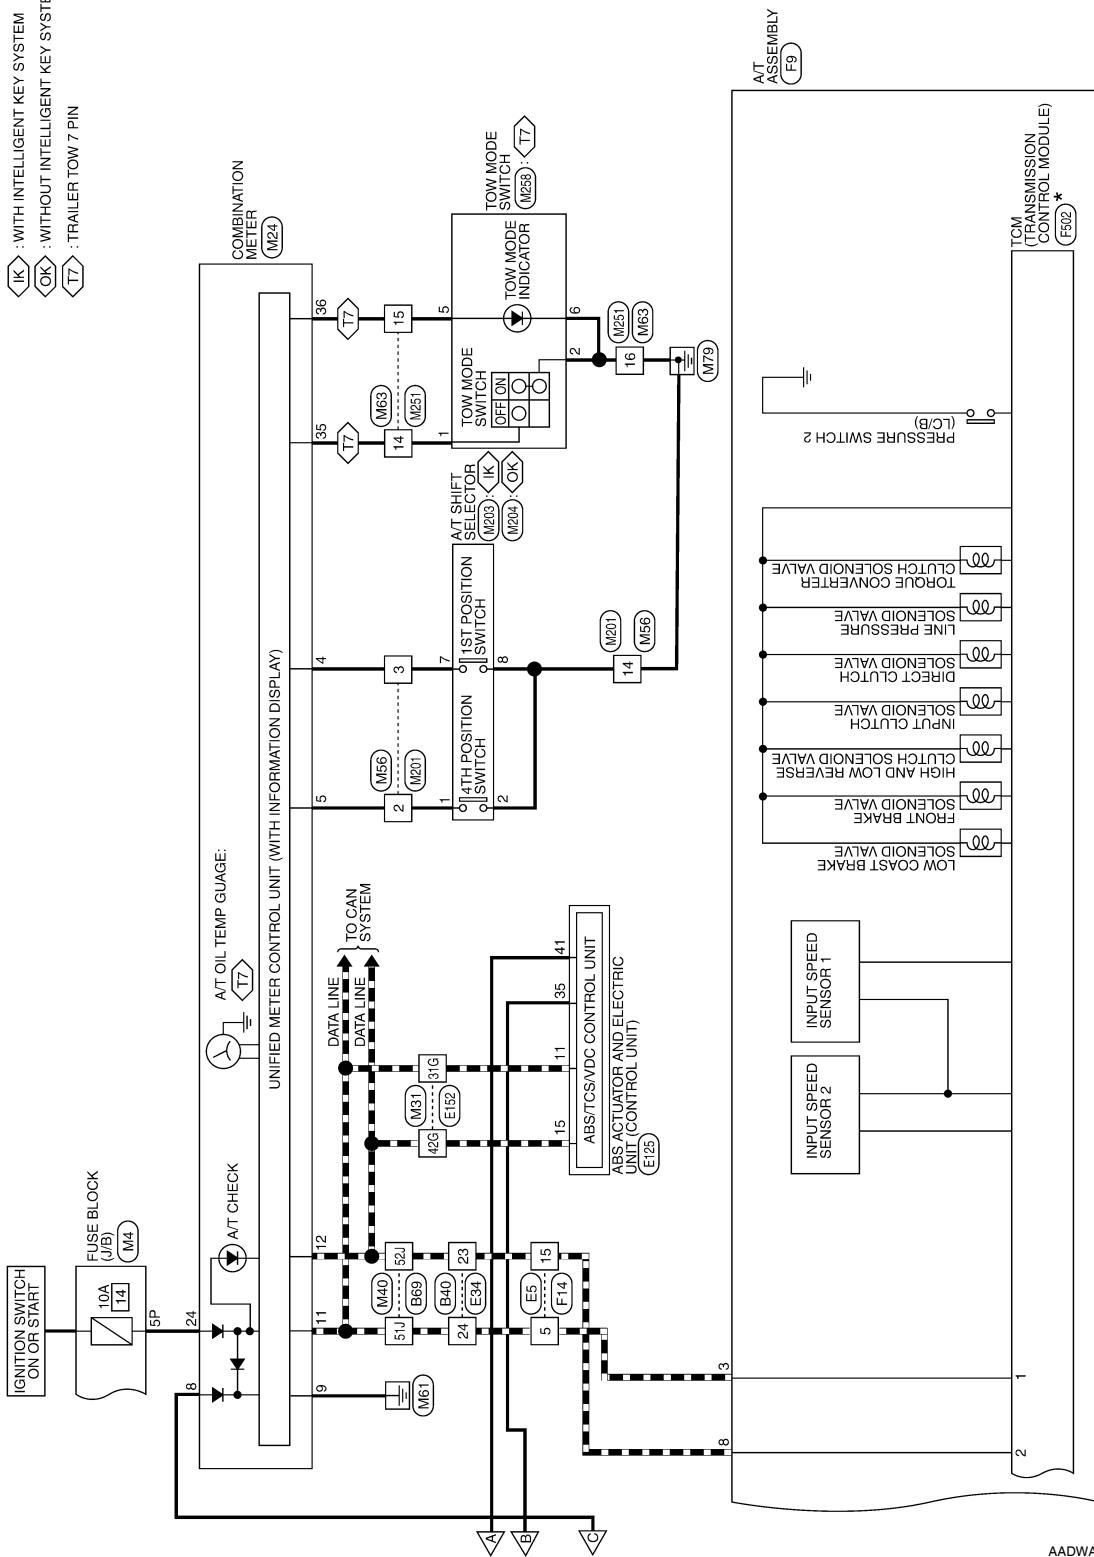 IK : WITH INTELLIGENT KEY SYSTEM
OK : WITHOUT INTELLIGENT KEY SYSTE
T7 : TRAILER TOW 7 PIN
IGNITION SWITCH
ON OR START
FUSE BLOCK
(J/B)
M4
10A
14
5P
8
24
A/T CHECK
A/T OIL TEMP GUAGE:
T7
COMBINATION
METER
M24
UNIFIED METER CONTROL UNIT (WITH INFORMATION DISPLAY)
9
11
12
5
4
35
36
M61
DATA LINE
DATA LINE
TO CAN
SYSTEM
T7
T7
M40
B69
51J
52J
B40
E34
24
23
E5
F14
5
15
M31
E152
42G
31G
15
11
35
41
ABS/TCS/VDC CONTROL UNIT
ABS ACTUATOR AND ELECTRIC
UNIT (CONTROL UNIT)
E125
M56
M201
2
3
1
7
4TH POSITION
SWITCH
1ST POSITION
SWITCH
2
8
A/T SHIFT
SELECTOR
M203 : IK
M204 : OK
M201
M56
14
M63
M251
14
15
1
5
TOW MODE
SWITCH
OFF
ON
TOW MODE
INDICATOR
TOW MODE
SWITCH
M258 : T7
2
6
16
M251
M63
M79
A
B
C
A/T
ASSEMBLY
F9
8
3
2
1
INPUT SPEED
SENSOR 2
INPUT SPEED
SENSOR 1
LOW COAST BRAKE
SOLENOID VALVE
FRONT BRAKE
SOLENOID VALVE
HIGH AND LOW REVERSE
CLUTCH SOLENOID VALVE
INPUT CLUTCH
SOLENOID VALVE
DIRECT CLUTCH
SOLENOID VALVE
LINE PRESSURE
SOLENOID VALVE
TORQUE CONVERTER
CLUTCH SOLENOID VALVE
PRESSURE SWITCH 2
(LC/B)
TCM
(TRANSMISSION
CONTROL MODULE)
F502 *
AADWA